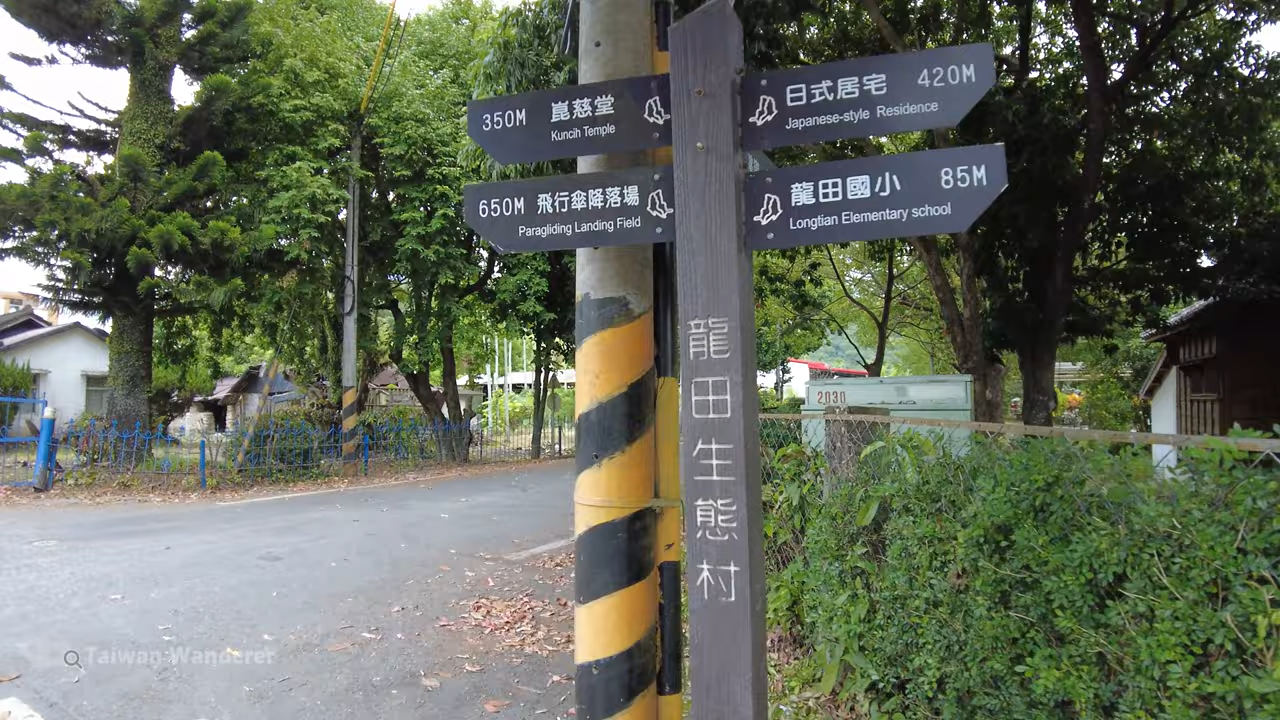 350M 崑慈堂
Kuncih Temple
650M 飛行傘降落場
Paragliding Landing Field
日式居宅 420M
Japanese-style Residence
龍田國小 85M
Longtian Elementary school
龍田生態村
2030
Taiwan Wanderer